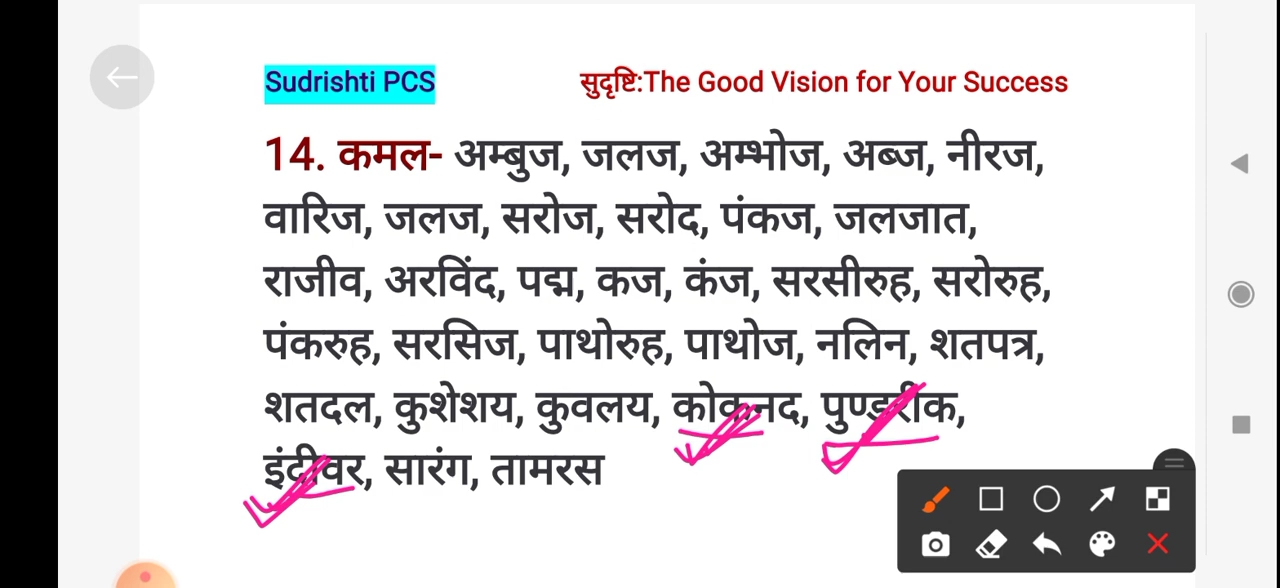 Sudrishti PCS सुदृष्टि:The Good Vision for Your Success
14. कमल- अम्बुज, जलज, अम्भोज, अब्ज, नीरज,
वारिज, जलज, सरोज, सरोद, पंकज, जलजात,
राजीव, अरविंद, पद्म, कज, कंज, सरसीरुह, सरोरुह,
पंकरुह, सरसिज, पाथोरुह, पाथोज, नलिन, शतपत्र,
शतदल, कुशेशय, कुवलय, कोकनद, पुण्डरीक,
इंदीवर, सारंग, तामरस